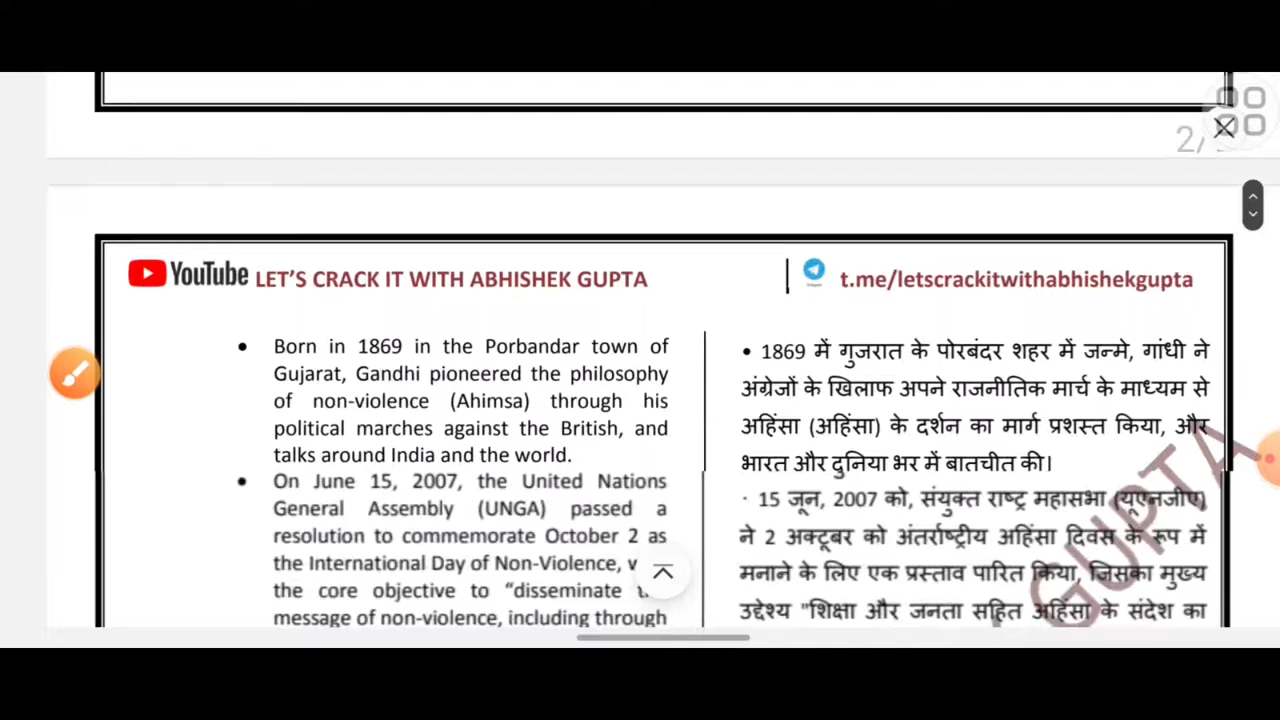 2/
YouTube LET'S CRACK IT WITH ABHISHEK GUPTA
t.me/letscrackitwithabhishekgupta
• Born in 1869 in the Porbandar town of
Gujarat, Gandhi pioneered the philosophy
of non-violence (Ahimsa) through his
political marches against the British, and
talks around India and the world.
• On June 15, 2007, the United Nations
General Assembly (UNGA) passed a
resolution to commemorate October 2 as
the International Day of Non-Violence,
the core objective to "disseminate
message of non-violence, including through
• 1869 में गुजरात के पोरबंदर शहर में जन्मे, गांधी ने
अंग्रेजों के खिलाफ अपने राजनीतिक मार्च के माध्यम से
अहिंसा (अहिंसा) के दर्शन का मार्ग प्रशस्त किया, और
भारत और दुनिया भर में बातचीत की।
· 15 जून, 2007 को, संयुक्त राष्ट्र महासभा (यूएनजीए)
ने 2 अक्टूबर को अंतर्राष्ट्रीय अहिंसा दिवस के रूप में
मनाने के लिए एक प्रस्ताव पारित किया, जिसका मुख्य
उद्देश्य "शिक्षा और जनता सहित अहिंसा के संदेश का
GUPTA